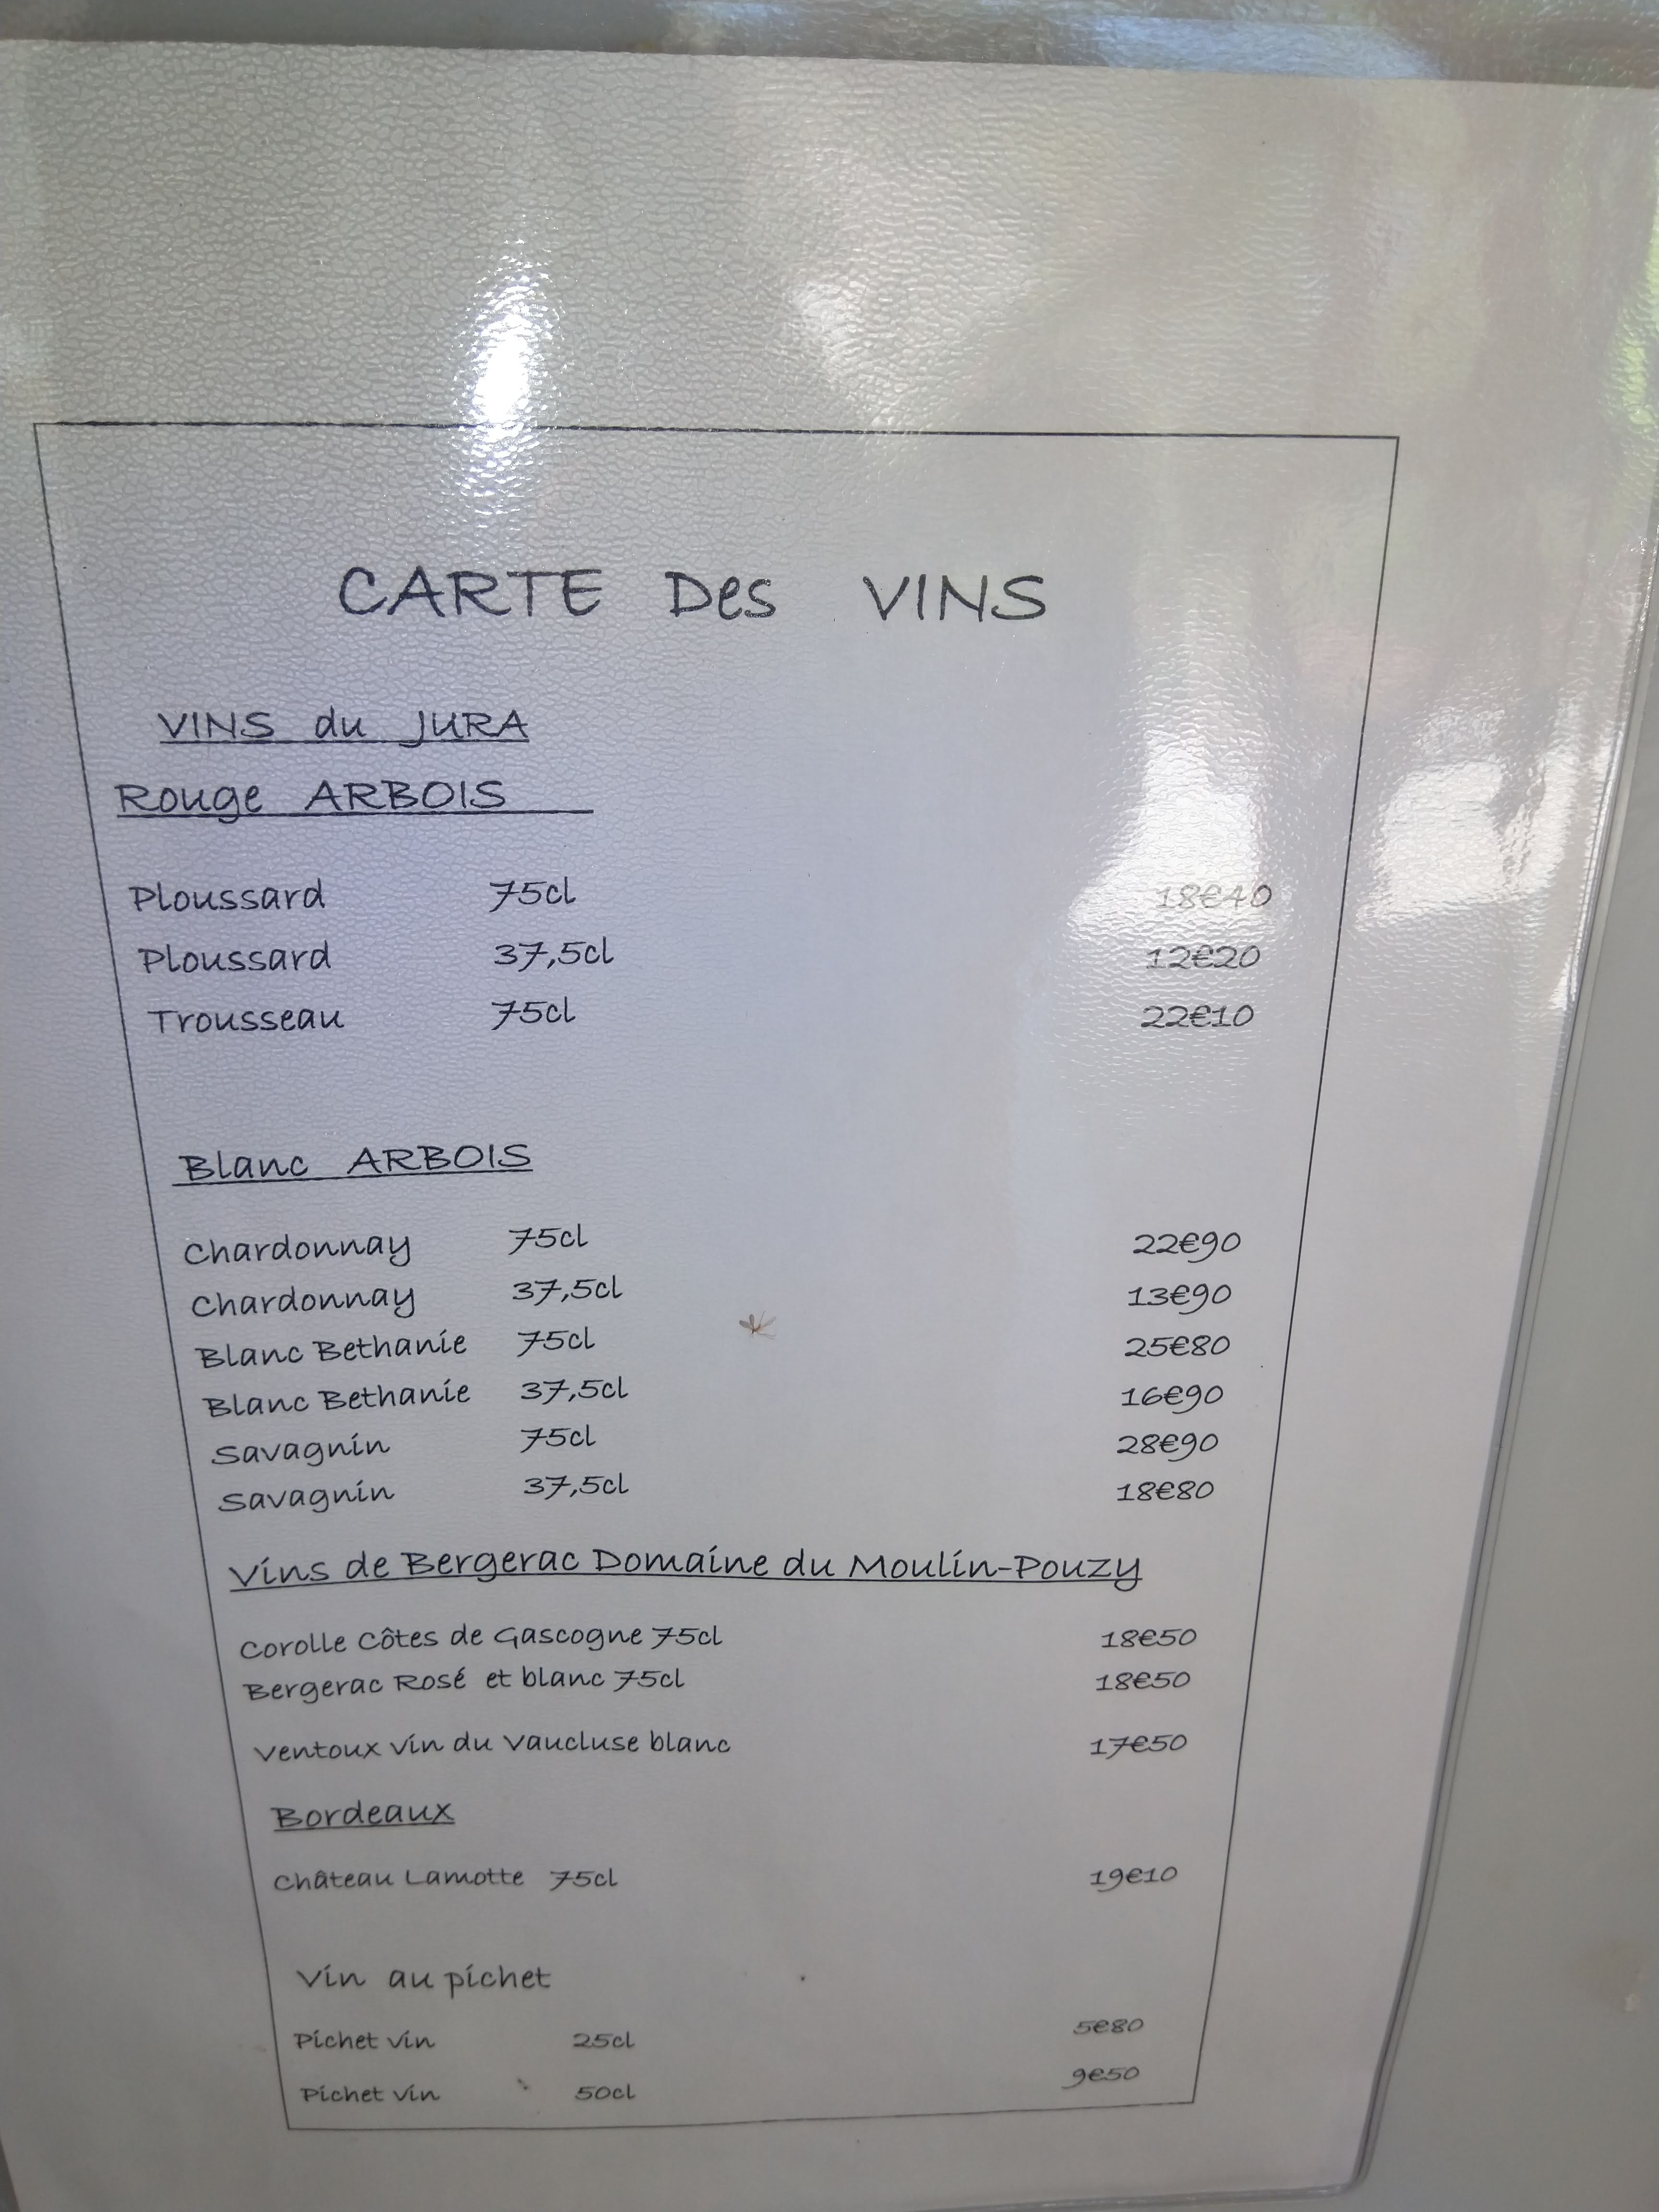 CARTE Des VINS
VINS du JURA
Rouge ARBOIS
Ploussard 75cl 18€40
Ploussard 37,5cl 12€20
Trousseau 75cl 22€10
Blanc ARBOIS
Chardonnay 75cl 22€90
Chardonnay 37,5cl 13€90
Blanc Bethanie 75cl 25€80
Blanc Bethanie 37,5cl 16€90
Savagnin 75cl 28€90
Savagnin 37,5cl 18€80
Vins de Bergerac Domaine du Moulin-Pouzy
Corolle Côtes de Gascogne 75cl 18€50
Bergerac Rosé et blanc 75cl 18€50
Ventoux Vin du Vaucluse blanc 17€50
Bordeaux
Château Lamotte 75cl 19€10
Vin au pichet
Pichet vin 25cl 5€80
Pichet vin 50cl 9€50